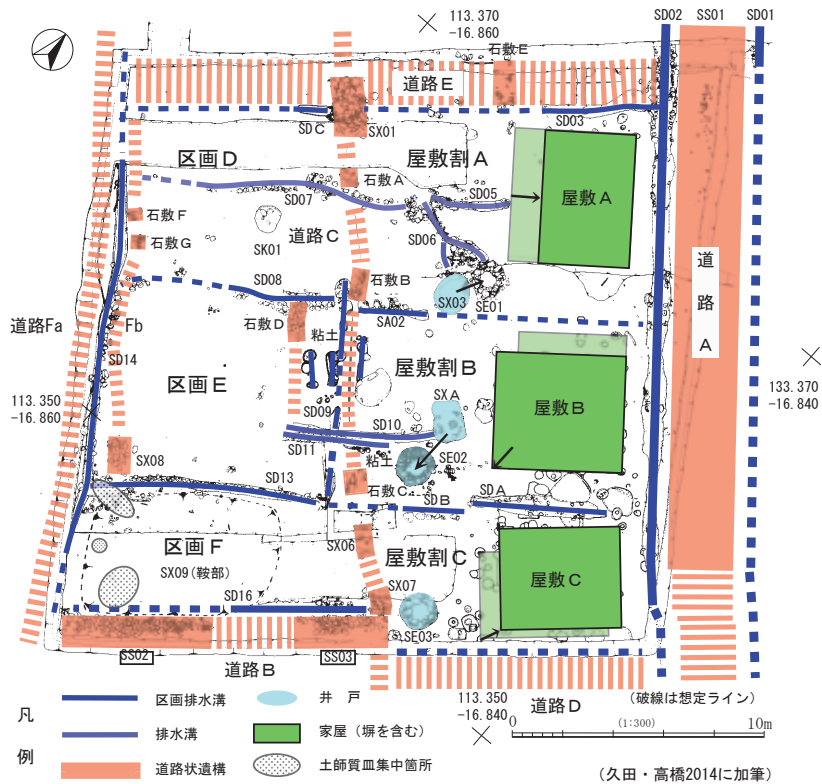 113.370
-16.860
SD02
SS01
SD01
石敷E
道路E
SDC
SX01
SD03
区画D
屋敷割A
石敷A
SD07
SD05
屋敷A
石敷F
石敷G
SK01
道路C
SD06
SD08
石敷B
SX03
SE01
道路A
道路Fa
Fb
石敷D
粘土
SA02
SD14
113.350
-16.860
区画E
屋敷割B
SXA
屋敷B
133.370
-16.840
SD09
SD10
SD11
粘土
SE02
SX08
SD13
石敷C
SDB
SDA
区画F
SX06
屋敷割C
SX09(鞍部)
SX07
屋敷C
SD16
SE03
SS02
SS03
道路B
113.350
-16.840
道路D
(破線は想定ライン)
凡例
区画排水溝
井戸
排水溝
家屋(塀を含む)
道路状遺構
土師質皿集中箇所
0
(1:300)
10m
(久田・高橋2014に加筆)